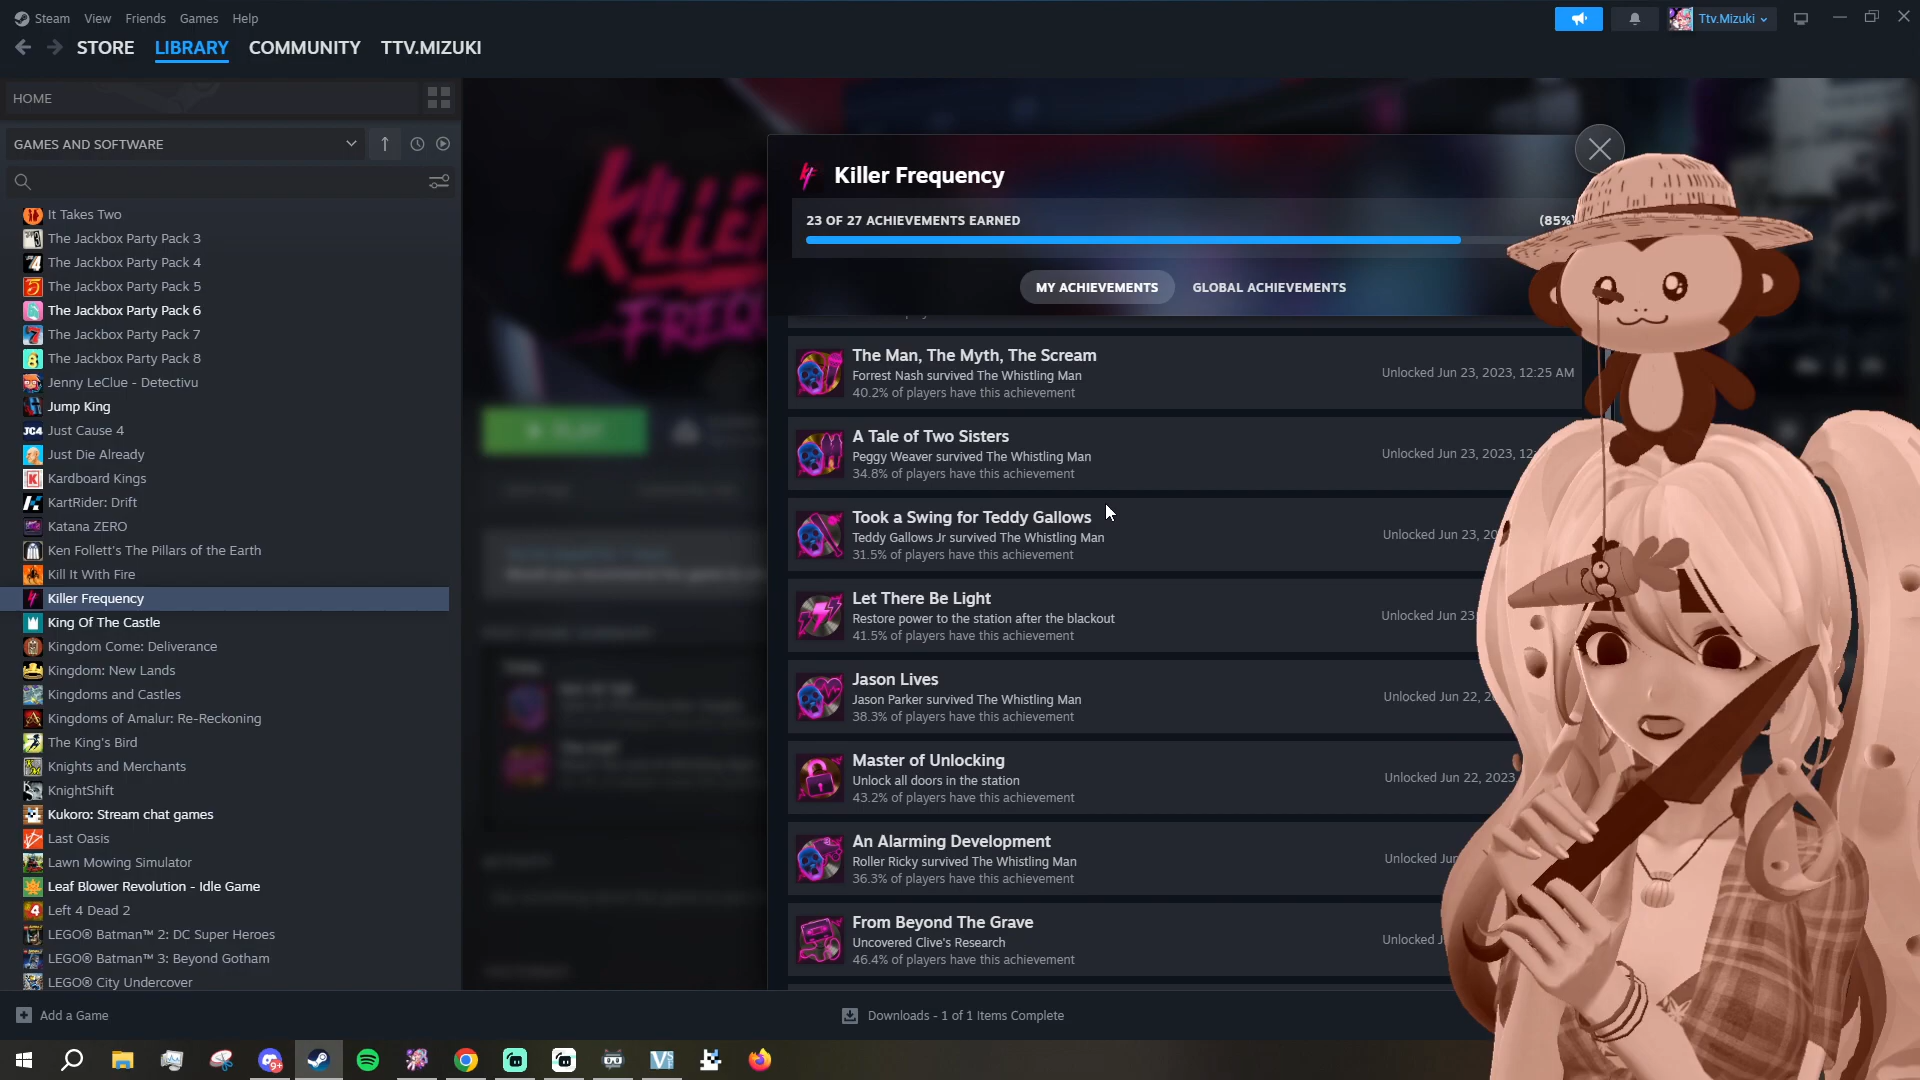 Steam View Friends Games Help
Ttv.Mizuki
STORE LIBRARY COMMUNITY TTV.MIZUKI
HOME
GAMES AND SOFTWARE
It Takes Two
The Jackbox Party Pack 3
The Jackbox Party Pack 4
The Jackbox Party Pack 5
The Jackbox Party Pack 6
The Jackbox Party Pack 7
The Jackbox Party Pack 8
Jenny LeClue - Detectivu
Jump King
Just Cause 4
Just Die Already
Kardboard Kings
KartRider: Drift
Katana ZERO
Ken Follett's The Pillars of the Earth
Kill It With Fire
Killer Frequency
King Of The Castle
Kingdom Come: Deliverance
Kingdom: New Lands
Kingdoms and Castles
Kingdoms of Amalur: Re-Reckoning
The King's Bird
Knights and Merchants
KnightShift
Kukoro: Stream chat games
Last Oasis
Lawn Mowing Simulator
Leaf Blower Revolution - Idle Game
Left 4 Dead 2
LEGO® Batman™ 2: DC Super Heroes
LEGO® Batman™ 3: Beyond Gotham
LEGO® City Undercover
Add a Game
Killer Frequency
23 OF 27 ACHIEVEMENTS EARNED (85%)
MY ACHIEVEMENTS GLOBAL ACHIEVEMENTS
The Man, The Myth, The Scream
Forrest Nash survived The Whistling Man
40.2% of players have this achievement
Unlocked Jun 23, 2023, 12:25 AM
A Tale of Two Sisters
Peggy Weaver survived The Whistling Man
34.8% of players have this achievement
Unlocked Jun 23, 2023,
Took a Swing for Teddy Gallows
Teddy Gallows Jr survived The Whistling Man
31.5% of players have this achievement
Unlocked Jun 23,
Let There Be Light
Restore power to the station after the blackout
41.5% of players have this achievement
Unlocked Jun 23
Jason Lives
Jason Parker survived The Whistling Man
38.3% of players have this achievement
Unlocked Jun 22,
Master of Unlocking
Unlock all doors in the station
43.2% of players have this achievement
Unlocked Jun 22, 2023
An Alarming Development
Roller Ricky survived The Whistling Man
36.3% of players have this achievement
Unlocked
From Beyond The Grave
Uncovered Clive's Research
46.4% of players have this achievement
Unlocked
Downloads - 1 of 1 Items Complete